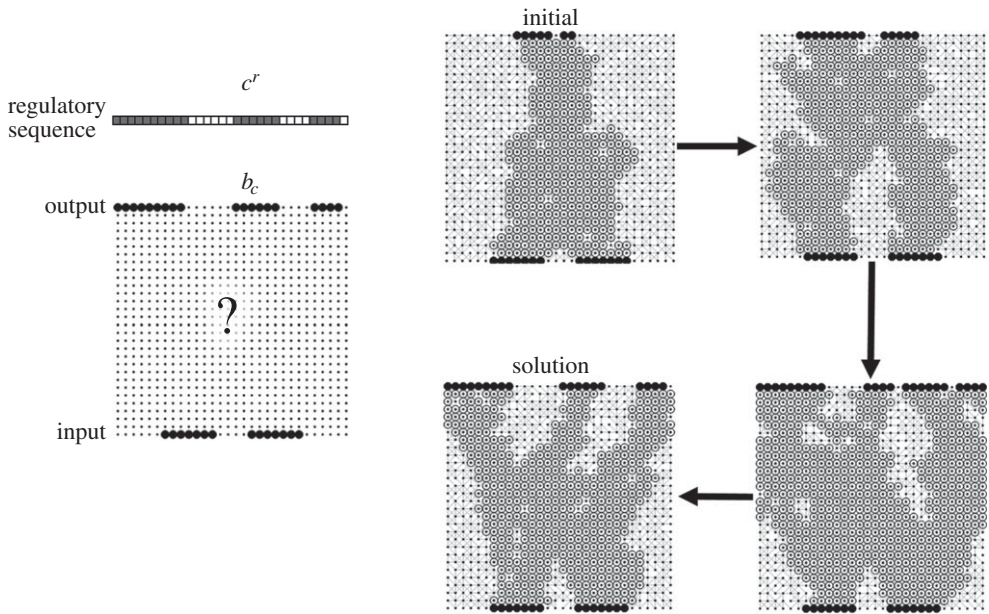 c^r
regulatory
sequence
b_c
output
?
input
initial
solution